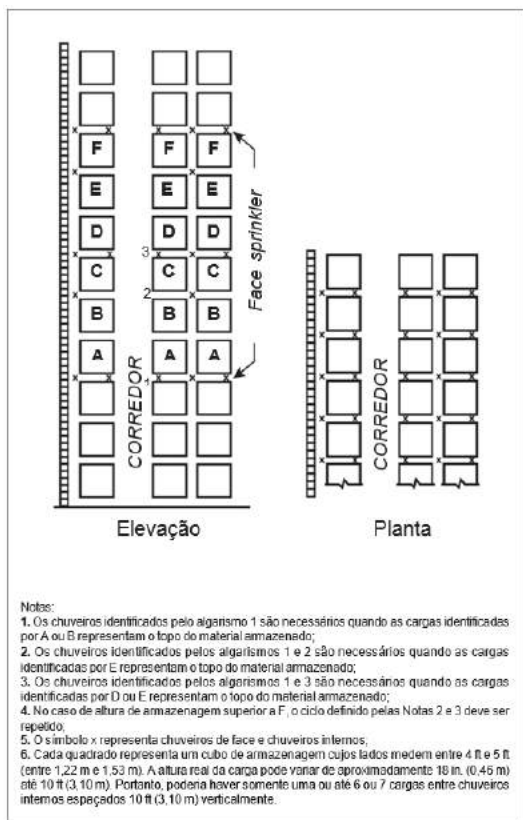 F F F
E E E
D D D
3
C C C
2
B B B
A A A
1
CORREDOR
Face sprinkler
CORREDOR
Elevação
Planta
Notas:
1. Os chuveiros identificados pelo algarismo 1 são necessários quando as cargas identificadas
por A ou B representam o topo do material armazenado;
2. Os chuveiros identificados pelos algarismos 1 e 2 são necessários quando as cargas
identificadas por E representam o topo do material armazenado;
3. Os chuveiros identificados pelos algarismos 1 e 3 são necessários quando as cargas
identificadas por D ou E representam o topo do material armazenado;
4. No caso de altura de armazenagem superior a F, o ciclo definido pelas Notas 2 e 3 deve ser
repetido;
5. O símbolo x representa chuveiros de face e chuveiros internos;
6. Cada quadrado representa um cubo de armazenagem cujos lados medem entre 4 ft e 5 ft
(entre 1,22 m e 1,53 m). A altura real da carga pode variar de aproximadamente 18 in. (0,46 m)
até 10 ft (3,10 m). Portanto, poderia haver somente uma ou até 6 ou 7 cargas entre chuveiros
internos espaçados 10 ft (3,10 m) verticalmente.